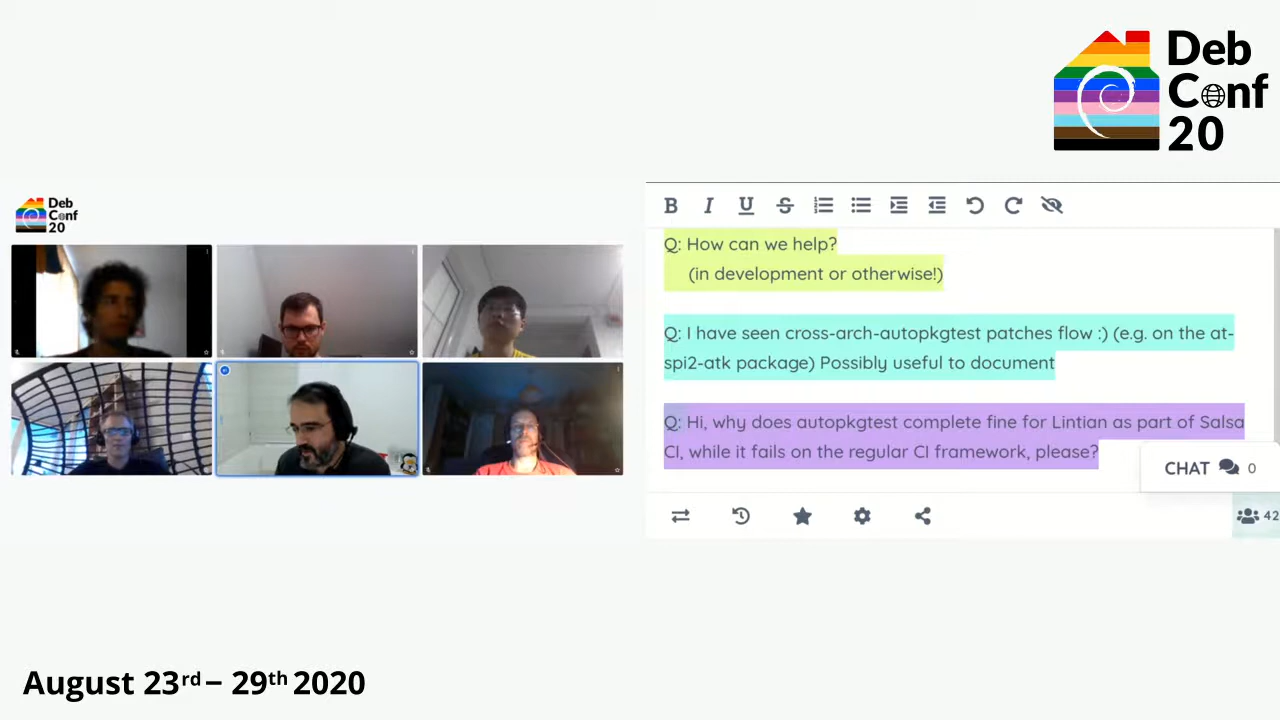 Deb
Conf
20
Deb
Conf
20
B I U S
Q: How can we help?
(in development or otherwise!)
Q: I have seen cross-arch-autopkgtest patches flow :) (e.g. on the at-
spi2-atk package) Possibly useful to document
Q: Hi, why does autopkgtest complete fine for Lintian as part of Salsa
CI, while it fails on the regular CI framework, please?
CHAT 0
42
August 23rd – 29th 2020